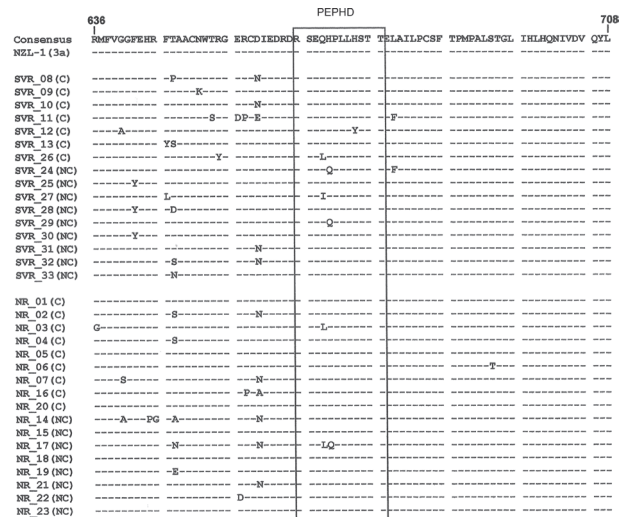 PEPHD
636 708
Consensus RMFVGGFEHR FTAACNWTRG ERCDIEDRDR SEQHPLLHST TELAILPCSF TPMPALSTGL IHLHQNIVDV QYL
NZL-1(3a) ---------- ---------- ---------- ---------- ---------- ---------- ---------- ---
SVR_08(C) ---------- -P-------- ---N------ ---------- ---------- ---------- ---------- ---
SVR_09(C) ---------- -----K---- ---------- ---------- ---------- ---------- ---------- ---
SVR_10(C) ---------- ---------- ---N------ ---------- ---------- ---------- ---------- ---
SVR_11(C) ---------- -------S-- DP-E------ ---------- --F------- ---------- ---------- ---
SVR_12(C) ----A----- ---------- ---------- -------Y-- ---------- ---------- ---------- ---
SVR_13(C) ---------- YS-------- ---------- ---------- ---------- ---------- ---------- ---
SVR_26(C) ---------- --------Y- ---------- --L------- ---------- ---------- ---------- ---
SVR_24(NC) ---------- ---------- ---------- ---Q------ --F------- ---------- ---------- ---
SVR_25(NC) ------Y--- ---------- ---------- ---------- ---------- ---------- ---------- ---
SVR_27(NC) ---------- L--------- ---------- --I------- ---------- ---------- ---------- ---
SVR_28(NC) ------Y--- -D-------- ---------- ---------- ---------- ---------- ---------- ---
SVR_29(NC) ---------- ---------- ---------- ---Q------ ---------- ---------- ---------- ---
SVR_30(NC) ------Y--- ---------- ---------- ---------- ---------- ---------- ---------- ---
SVR_31(NC) ---------- ---------- ---N------ ---------- ---------- ---------- ---------- ---
SVR_32(NC) ---------- -S-------- ---N------ ---------- ---------- ---------- ---------- ---
SVR_33(NC) ---------- -N-------- ---------- ---------- ---------- ---------- ---------- ---
NR_01(C) ---------- ---------- ---------- ---------- ---------- ---------- ---------- ---
NR_02(C) ---------- -S-------- ---N------ ---------- ---------- ---------- ---------- ---
NR_03(C) G--------- ---------- ---------- --L------- ---------- ---------- ---------- ---
NR_04(C) ---------- -S-------- ---------- ---------- ---------- ---------- ---------- ---
NR_05(C) ---------- ---------- ---------- ---------- ---------- ---------- ---------- ---
NR_06(C) ---------- ---------- ---------- ---------- ---------- ------T--- ---------- ---
NR_07(C) ----S----- ---------- ---N------ ---------- ---------- ---------- ---------- ---
NR_16(C) ---------- ---------- -P-A------ ---------- ---------- ---------- ---------- ---
NR_20(C) ---------- ---------- ---------- ---------- ---------- ---------- ---------- ---
NR_14(NC) ----A---PG -A-------- ---N------ ---------- ---------- ---------- ---------- ---
NR_15(NC) ---------- ---------- ---------- ---------- ---------- ---------- ---------- ---
NR_17(NC) ---------- -N-------- ---N------ --LQ------ ---------- ---------- ---------- ---
NR_18(NC) ---------- ---------- ---------- ---------- ---------- ---------- ---------- ---
NR_19(NC) ---------- -E-------- ---------- ---------- ---------- ---------- ---------- ---
NR_21(NC) ---------- ---------- ---N------ ---------- ---------- ---------- ---------- ---
NR_22(NC) ---------- ---------- D--------- ---------- ---------- ---------- ---------- ---
NR_23(NC) ---------- ---------- ---------- ---------- ---------- ---------- ---------- ---